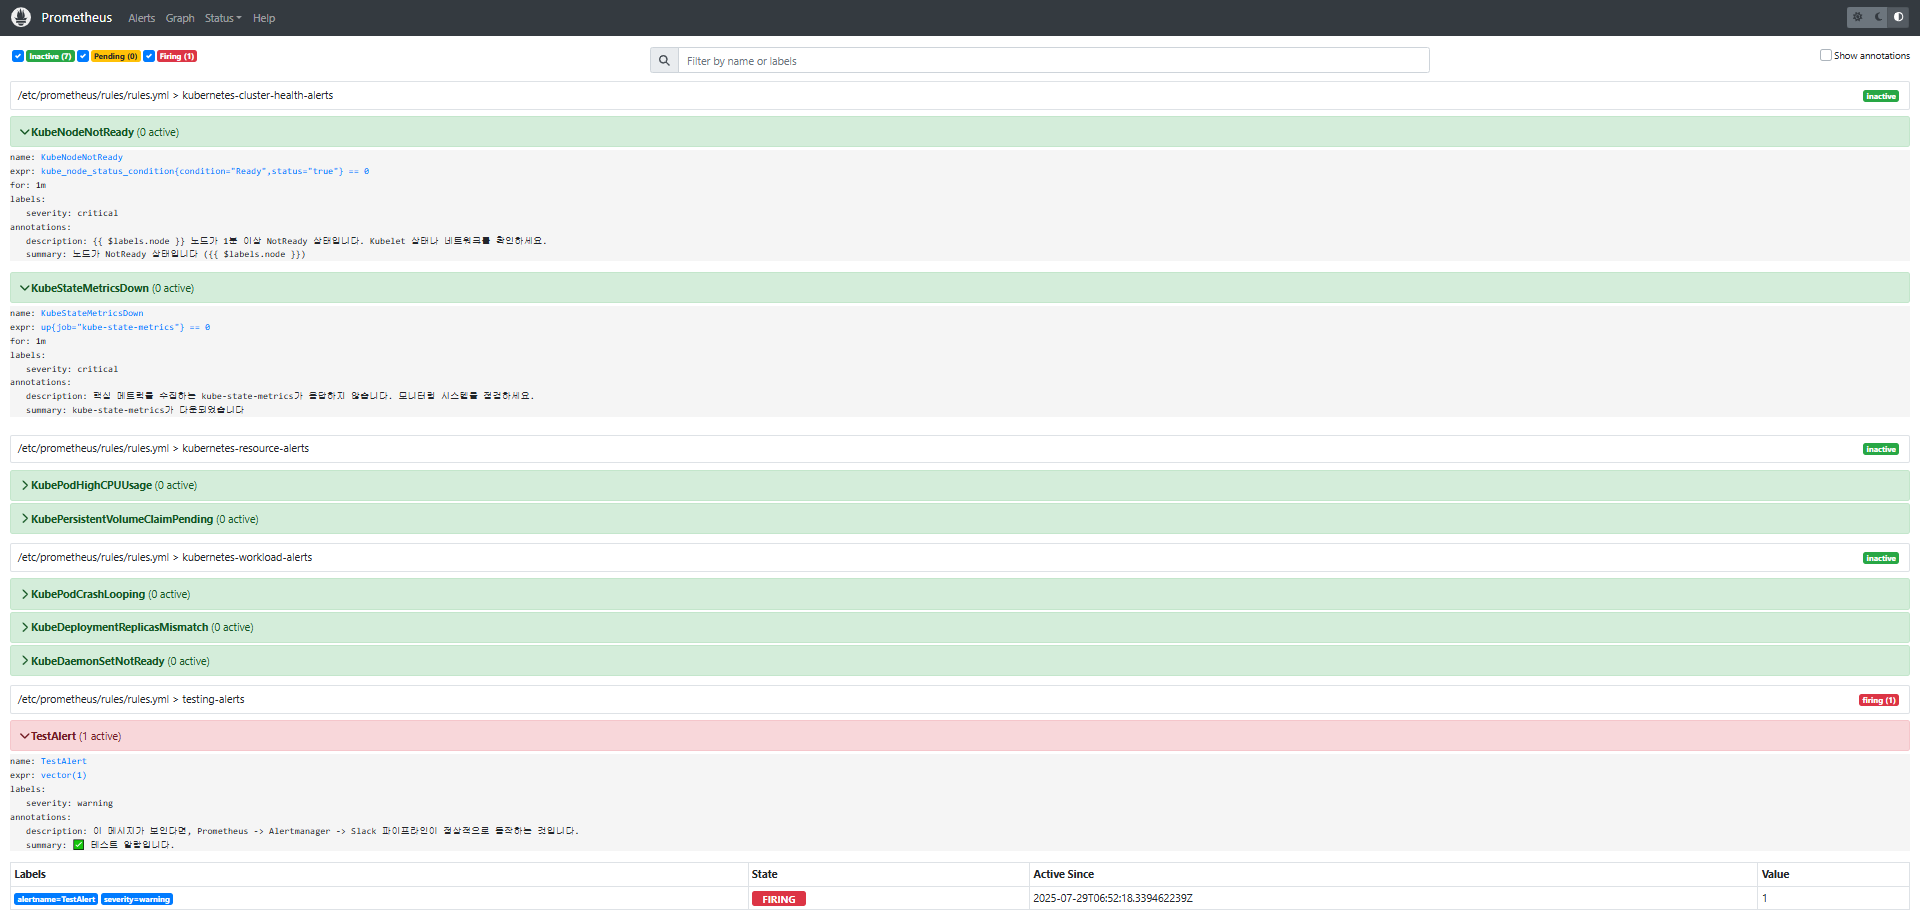 Prometheus Alerts Graph Status Help
Inactive (7) Pending (0) Firing (1)
Filter by name or labels
Show annotations
/etc/prometheus/rules/rules.yml > kubernetes-cluster-health-alerts
inactive
KubeNodeNotReady (0 active)
name: KubeNodeNotReady
expr: kube_node_status_condition{condition="Ready",status="true"} == 0
for: 1m
labels:
severity: critical
annotations:
description: {{ $labels.node }} 노드가 1분 이상 NotReady 상태입니다. Kubelet 상태나 네트워크를 확인하세요.
summary: 노드가 NotReady 상태입니다 ({{ $labels.node }})
KubeStateMetricsDown (0 active)
name: KubeStateMetricsDown
expr: up{job="kube-state-metrics"} == 0
for: 1m
labels:
severity: critical
annotations:
description: 핵심 메트릭을 수집하는 kube-state-metrics가 응답하지 않습니다. 모니터링 시스템을 점검하세요.
summary: kube-state-metrics가 다운되었습니다
/etc/prometheus/rules/rules.yml > kubernetes-resource-alerts
inactive
KubePodHighCPUUsage (0 active)
KubePersistentVolumeClaimPending (0 active)
/etc/prometheus/rules/rules.yml > kubernetes-workload-alerts
inactive
KubePodCrashLooping (0 active)
KubeDeploymentReplicasMismatch (0 active)
KubeDaemonSetNotReady (0 active)
/etc/prometheus/rules/rules.yml > testing-alerts
firing (1)
TestAlert (1 active)
name: TestAlert
expr: vector(1)
labels:
severity: warning
annotations:
description: 이 메시지가 보인다면, Prometheus -> Alertmanager -> Slack 파이프라인이 정상적으로 동작하는 것입니다.
summary: ✅ 테스트 알람입니다.
Labels State Active Since Value
alertname=TestAlert severity=warning FIRING 2025-07-29T06:52:18.339462239Z 1